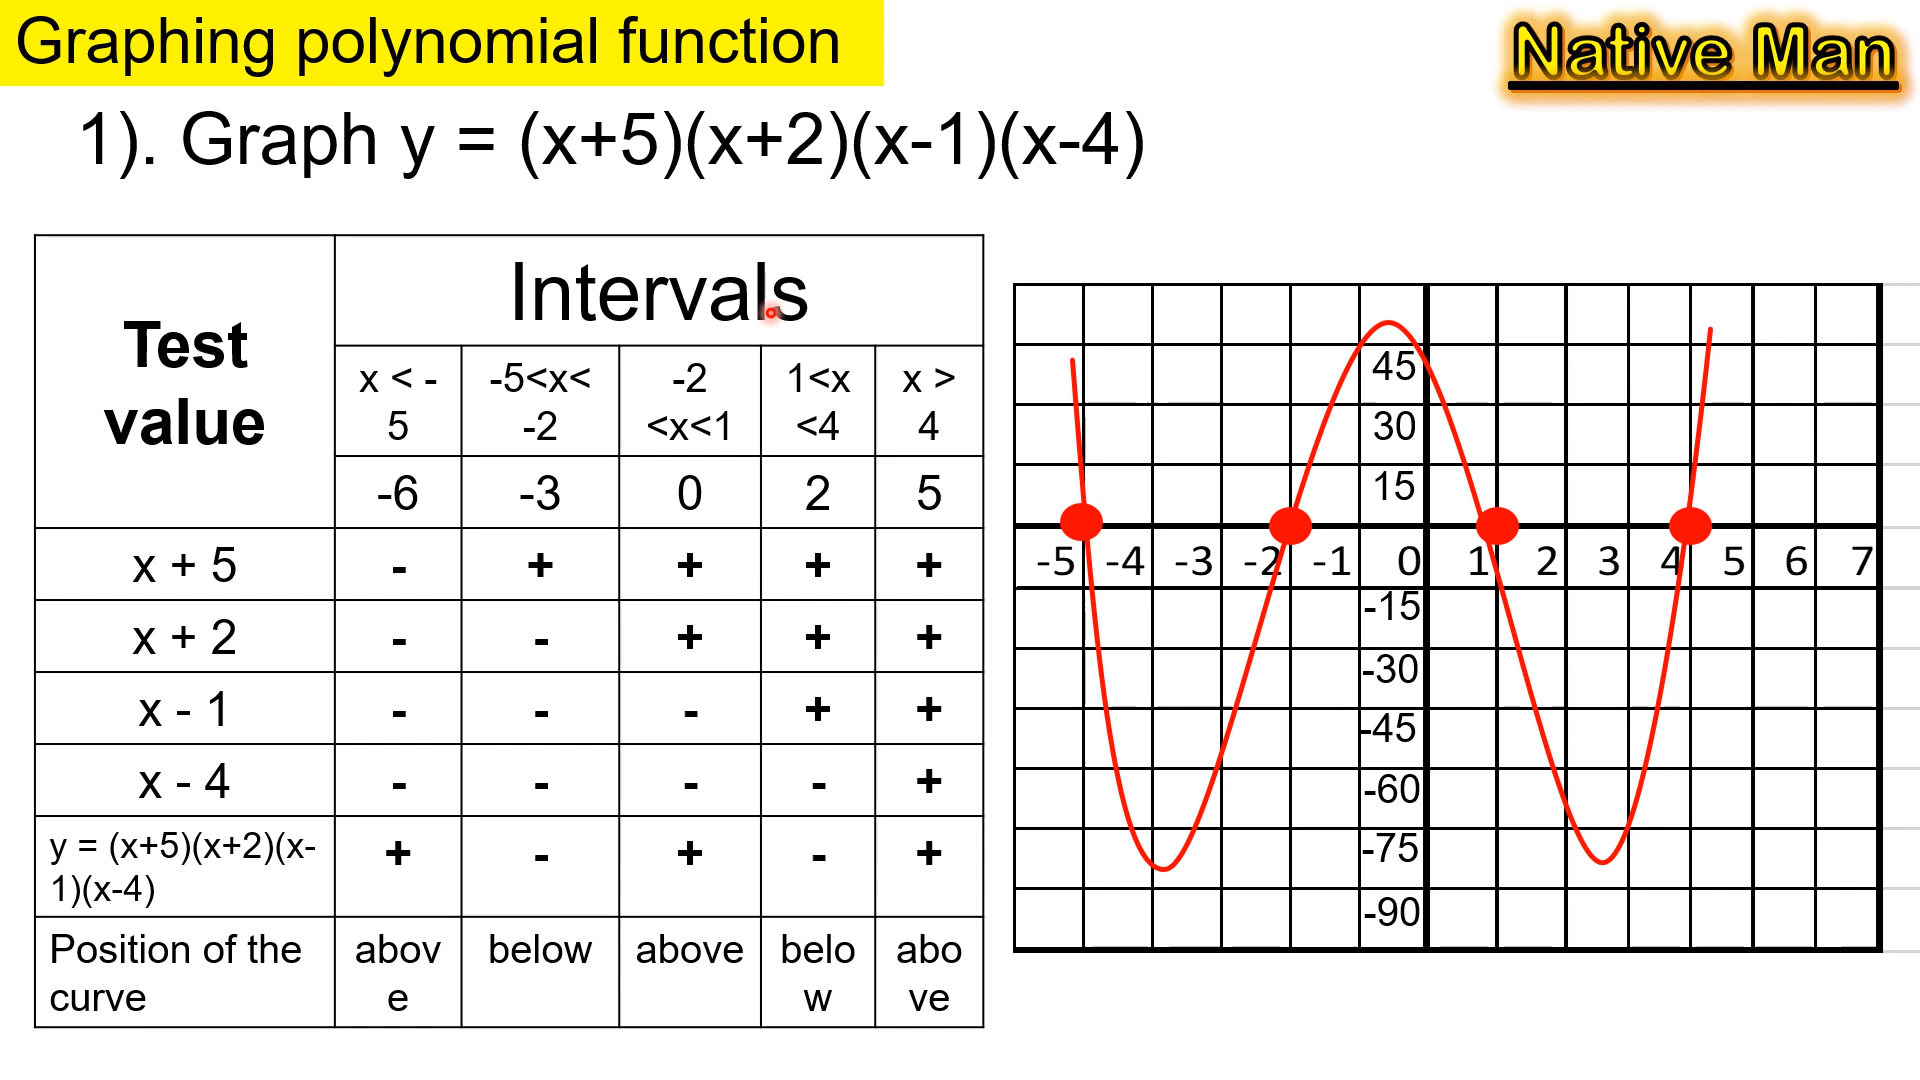 Graphing polynomial function
Native Man
1). Graph y = (x+5)(x+2)(x-1)(x-4)
Test
value
Intervals
x < -
5
-5<x<
-2
-2
<x<1
1<x
<4
x >
4
-6 -3 0 2 5
x + 5 - + + + +
x + 2 - - + + +
x - 1 - - - + +
x - 4 - - - - +
y = (x+5)(x+2)(x-
1)(x-4)
+ - + - +
Position of the
curve
abov
e
below
above
belo
w
abo
ve
45
30
15
-5 -4 -3 -2 -1 0 1 2 3 4 5 6 7
-15
-30
-45
-60
-75
-90